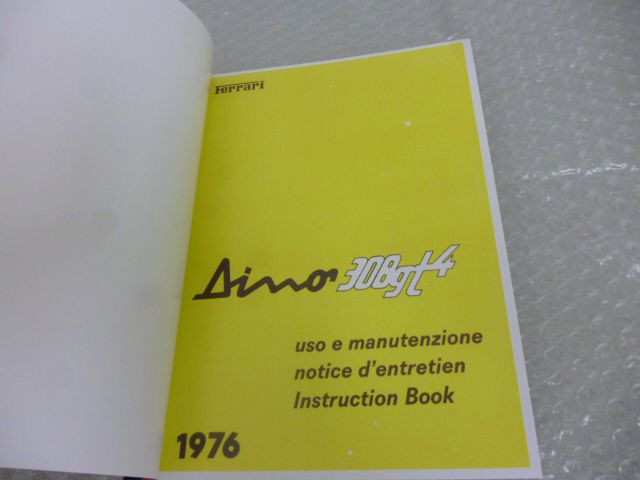 Ferrari
Dino 308gt4
uso e manutenzione
notice d'entretien
Instruction Book
1976